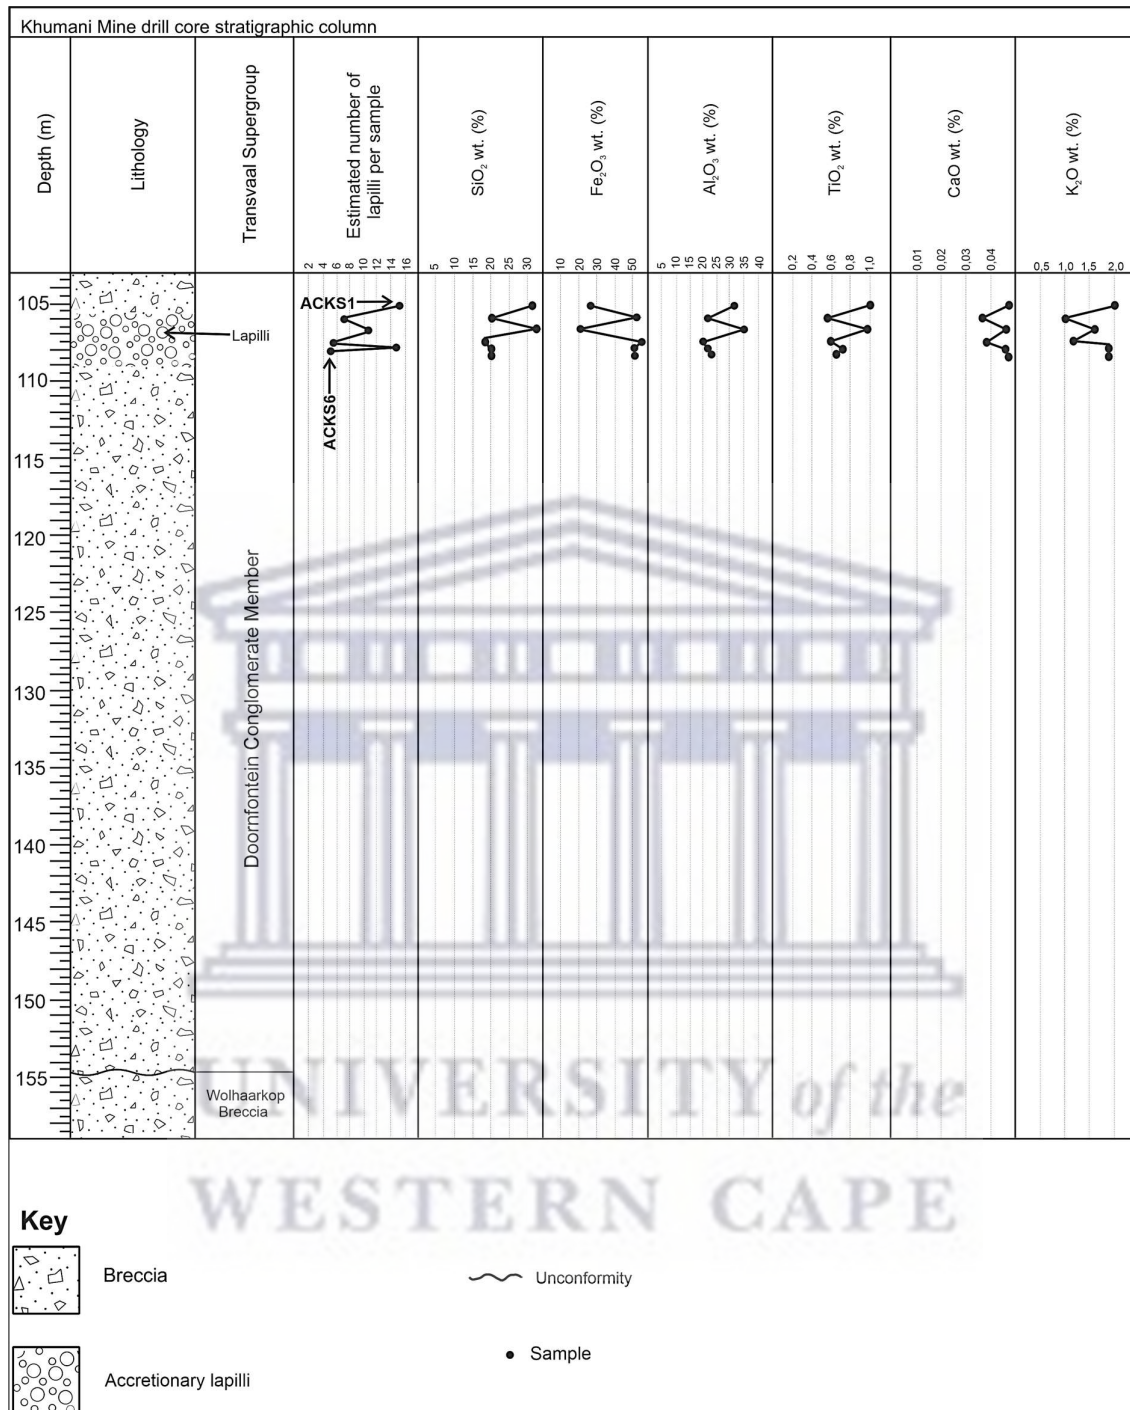 Khumani Mine drill core stratigraphic column
Depth (m)
Lithology
Transvaal Supergroup
Estimated number of
lapilli per sample
SiO₂ wt. (%)
Fe₂O₃ wt. (%)
Al₂O₃ wt. (%)
TiO₂ wt. (%)
CaO wt. (%)
K₂O wt. (%)
2 4 6 8 10 12 14 16
5 10 15 20 25 30
10 20 30 40 50
5 10 15 20 25 30 35 40
0,2 0,4 0,6 0,8 1,0
0,01 0,02 0,03 0,04
0,5 1,0 1,5 2,0
105
110
115
120
125
130
135
140
145
150
155
Lapilli
ACKS1
ACKS6
Doornfontein Conglomerate Member
Wolhaarkop
Breccia
UNIVERSITY of the
WESTERN CAPE
Key
Breccia
Unconformity
Sample
Accretionary lapilli